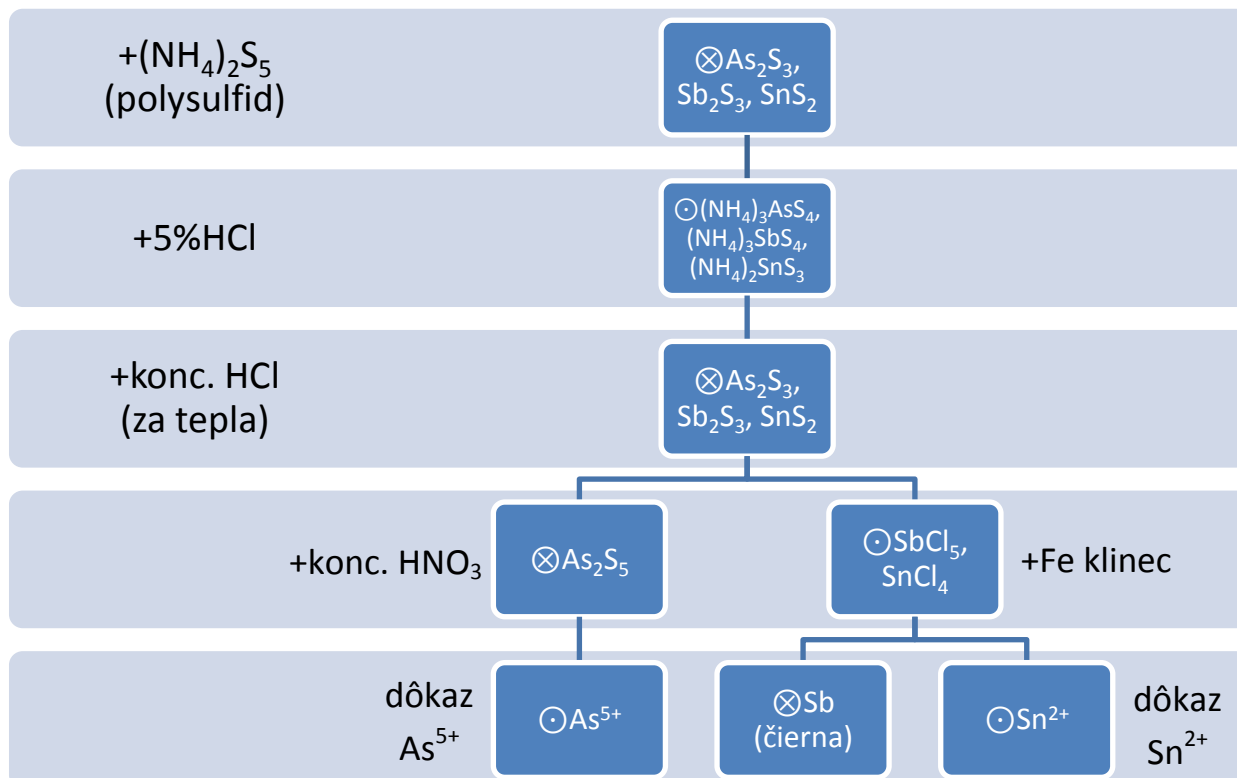 +(NH₄)₂S₅
(polysulfid)
⊗As₂S₃,
Sb₂S₃, SnS₂
+5%HCl
⊙(NH₄)₃AsS₄,
(NH₄)₃SbS₄,
(NH₄)₂SnS₃
+konc. HCl
(za tepla)
⊗As₂S₃,
Sb₂S₃, SnS₂
+konc. HNO₃
⊗As₂S₅
⊙SbCl₅,
SnCl₄
+Fe klinec
dôkaz
As⁵⁺
⊙As⁵⁺
⊗Sb
(čierna)
⊙Sn²⁺
dôkaz
Sn²⁺